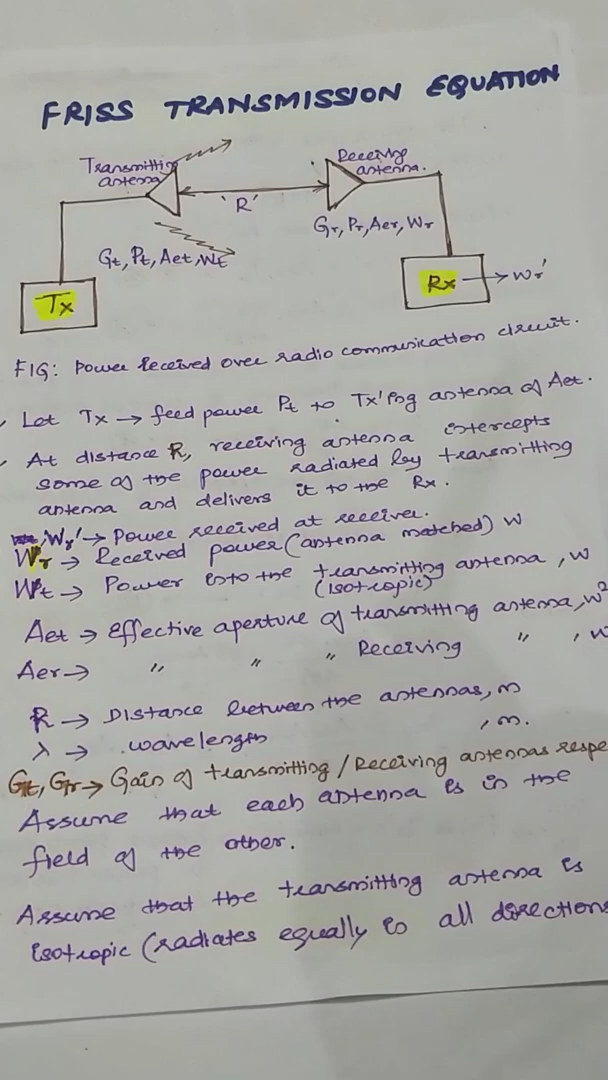 FRISS TRANSMISSION EQUATION
Transmitting
antenna
Receiving
antenna.
'R'
Gt, Pt, Aet, Wt
Gr, Pr, Aer, Wr
Tx
Rx → Wr'
FIG: Power Received over radio communication circuit.
Let Tx → feed power Pt to Tx'ing antenna of Aet.
At distance R, receiving antenna intercepts
some of the power radiated by transmitting
antenna and delivers it to the Rx.
Wr' → Power received at receiver.
Wr → Received power (antenna matched) W
Wt → Power into the transmitting antenna, W
(isotropic)
Aet → effective aperture of transmitting antenna, W²
Aer → " " " Receiving " , W
R → Distance between the antennas, m
λ → wavelength , m.
Gt, Gr → Gain of transmitting / Receiving antennas respe
Assume that each antenna is in the
field of the other.
Assume that the transmitting antenna is
isotropic (radiates equally in all directions